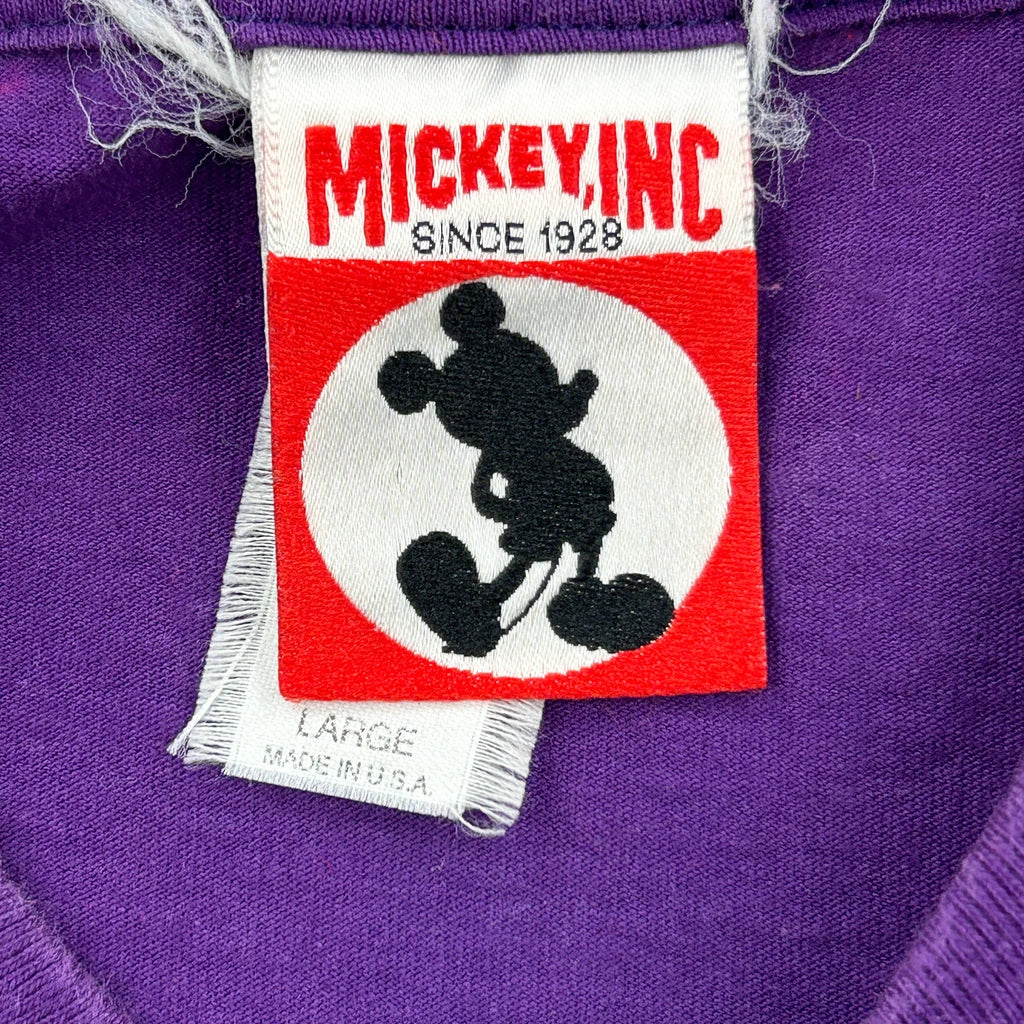 MICKEY, INC
SINCE 1928
LARGE
MADE IN U.S.A.